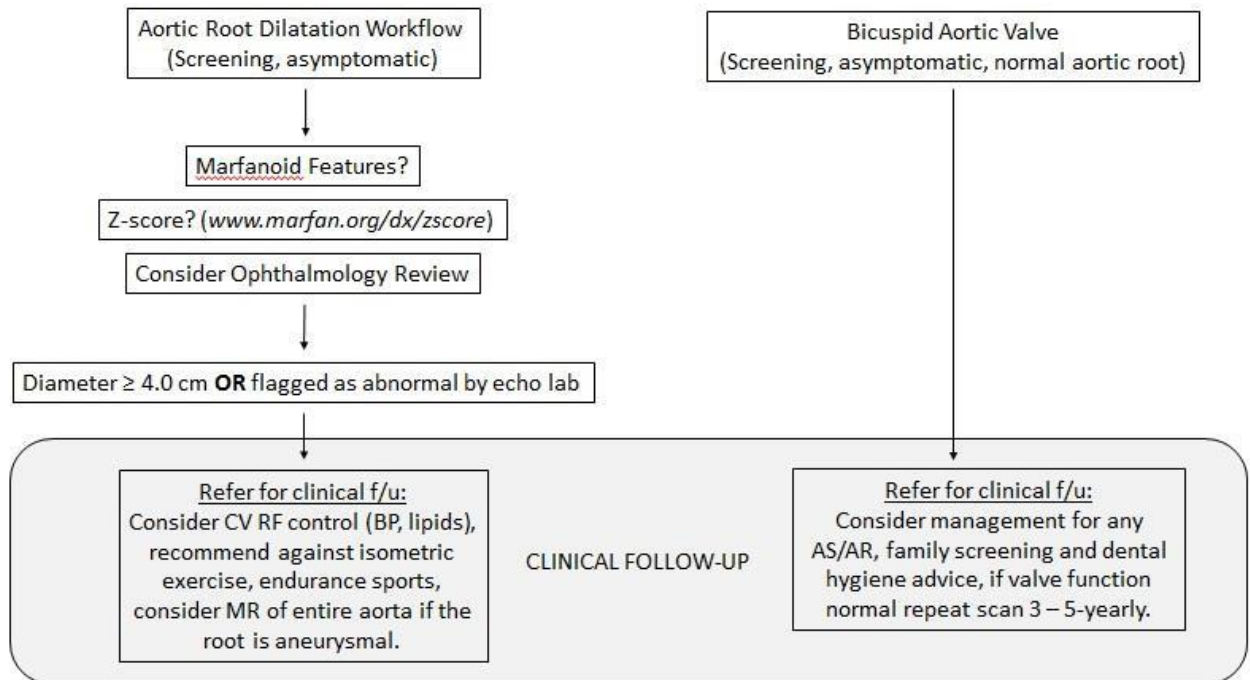 Aortic Root Dilatation Workflow
(Screening, asymptomatic)
Marfanoid Features?
Z-score? (www.marfan.org/dx/zscore)
Consider Ophthalmology Review
Diameter ≥ 4.0 cm OR flagged as abnormal by echo lab
Refer for clinical f/u:
Consider CV RF control (BP, lipids),
recommend against isometric
exercise, endurance sports,
consider MR of entire aorta if the
root is aneurysmal.
CLINICAL FOLLOW-UP
Bicuspid Aortic Valve
(Screening, asymptomatic, normal aortic root)
Refer for clinical f/u:
Consider management for any
AS/AR, family screening and dental
hygiene advice, if valve function
normal repeat scan 3 – 5-yearly.